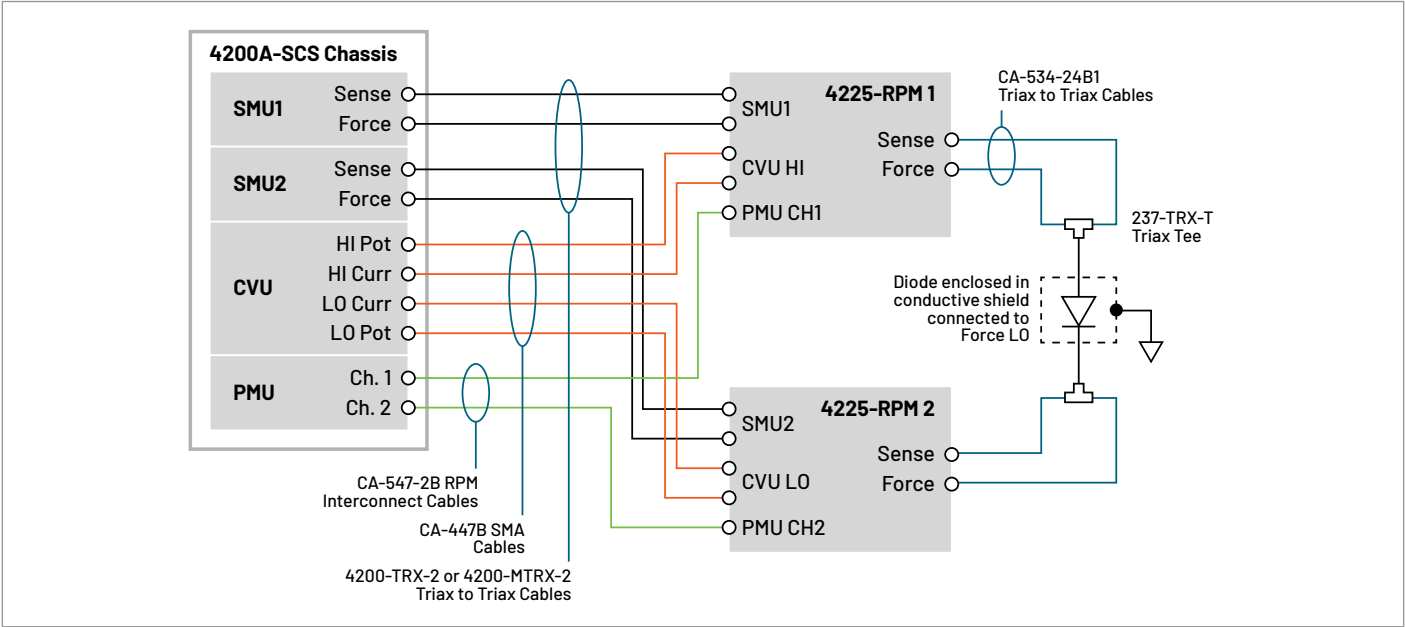 4200A-SCS Chassis
SMU1
Sense
Force
SMU2
Sense
Force
CVU
HI Pot
HI Curr
LO Curr
LO Pot
PMU
Ch. 1
Ch. 2
CA-547-2B RPM
Interconnect Cables
CA-447B SMA
Cables
4200-TRX-2 or 4200-MTRX-2
Triax to Triax Cables
4225-RPM 1
SMU1
CVU HI
PMU CH1
Sense
Force
CA-534-24B1
Triax to Triax Cables
237-TRX-T
Triax Tee
Diode enclosed in
conductive shield
connected to
Force LO
4225-RPM 2
SMU2
CVU LO
PMU CH2
Sense
Force